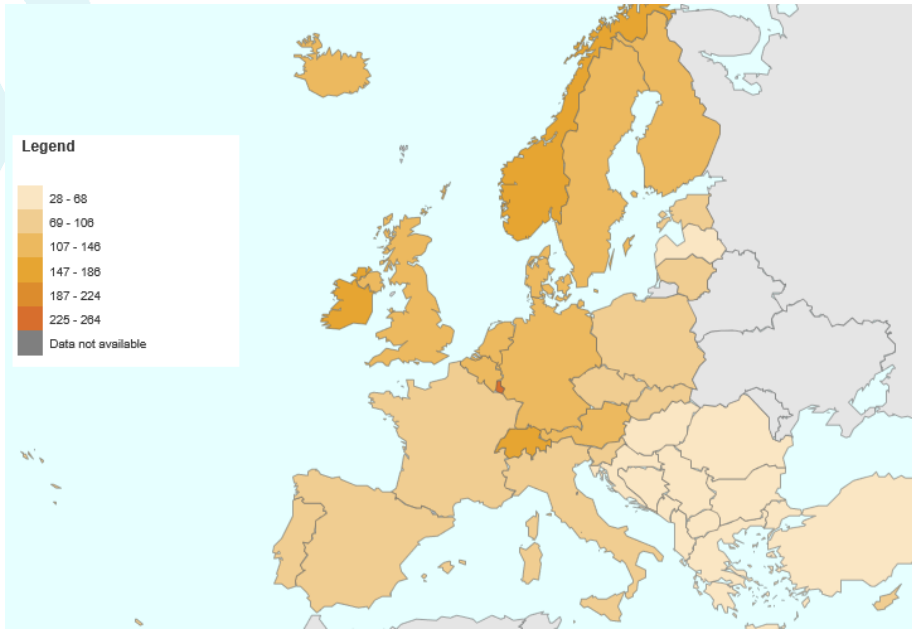 Legend
28 - 68
69 - 106
107 - 146
147 - 186
187 - 224
225 - 264
Data not available